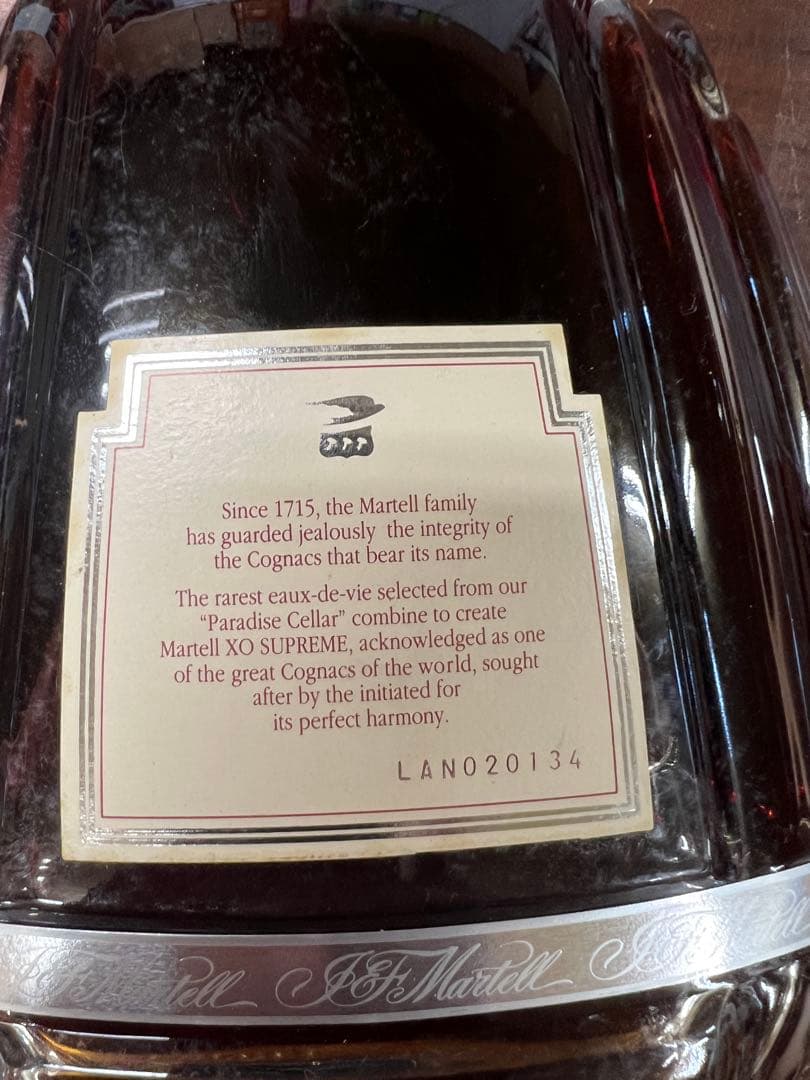 Since 1715, the Martell family
has guarded jealously the integrity of
the Cognacs that bear its name.
The rarest eaux-de-vie selected from our
“Paradise Cellar” combine to create
Martell XO SUPREME, acknowledged as one
of the great Cognacs of the world, sought
after by the initiated for
its perfect harmony.
LAN020134
J&F Martell J&F Martell